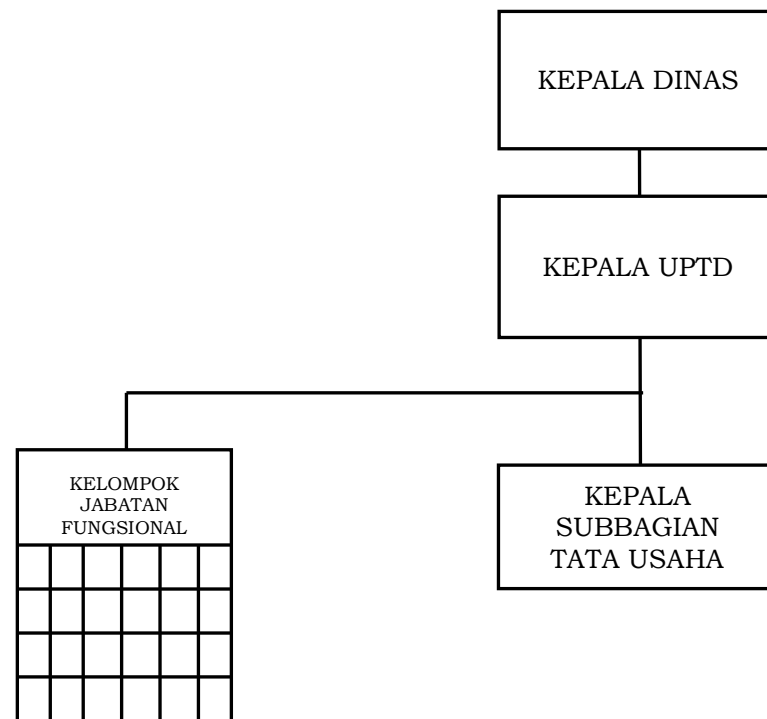 KEPALA DINAS
KEPALA UPTD
KELOMPOK
JABATAN
FUNGSIONAL
KEPALA
SUBBAGIAN
TATA USAHA